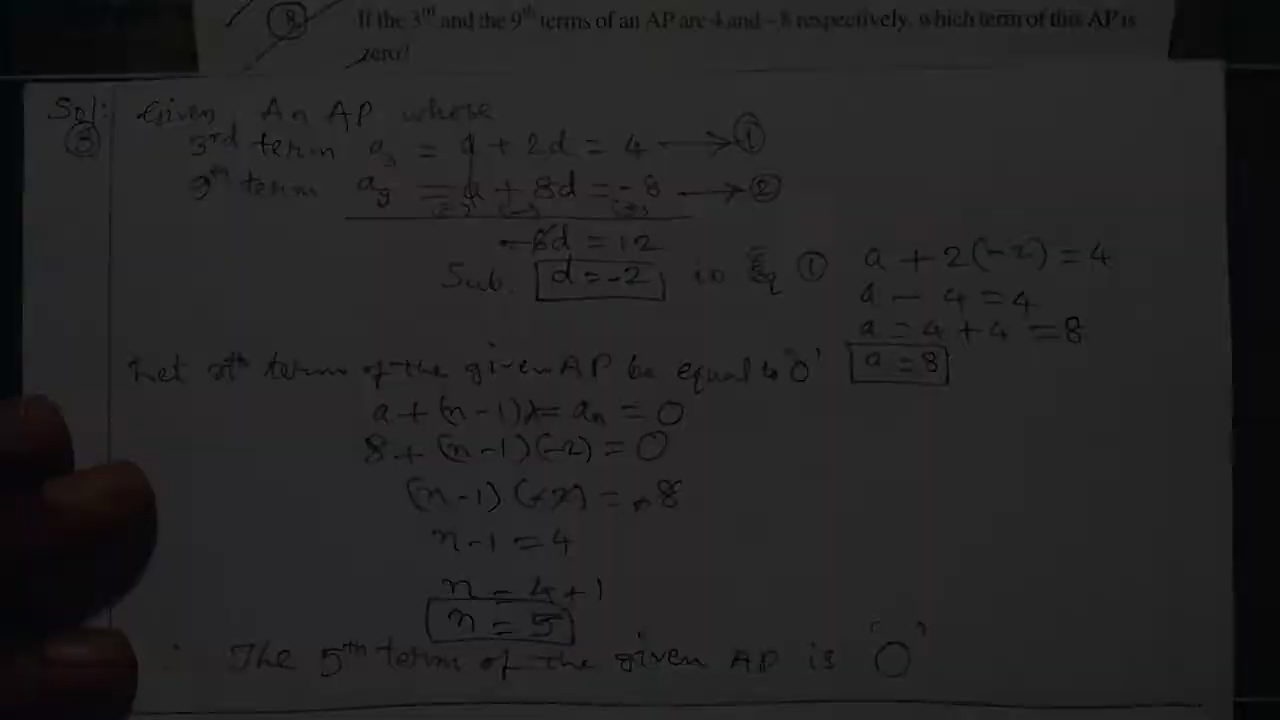 8. If the 3rd and the 9th terms of an AP are 4 and – 8 respectively, which term of this AP is
zero?
Sol: Given An AP whose
8
3rd term a3 = a + 2d = 4 → ①
9th term a9 = a + 8d = -8 → ②
(-) (-) (+)
-6d = 12
Sub. d = -2 in Eq ①
a + 2(-2) = 4
a - 4 = 4
a = 4 + 4 = 8
a = 8
Let nth term of the given AP be equal to '0'
a + (n-1)d = an = 0
8 + (n-1)(-2) = 0
(n-1)(-2) = -8
n-1 = 4
n = 4+1
n = 5
∴ The 5th term of the given AP is '0'